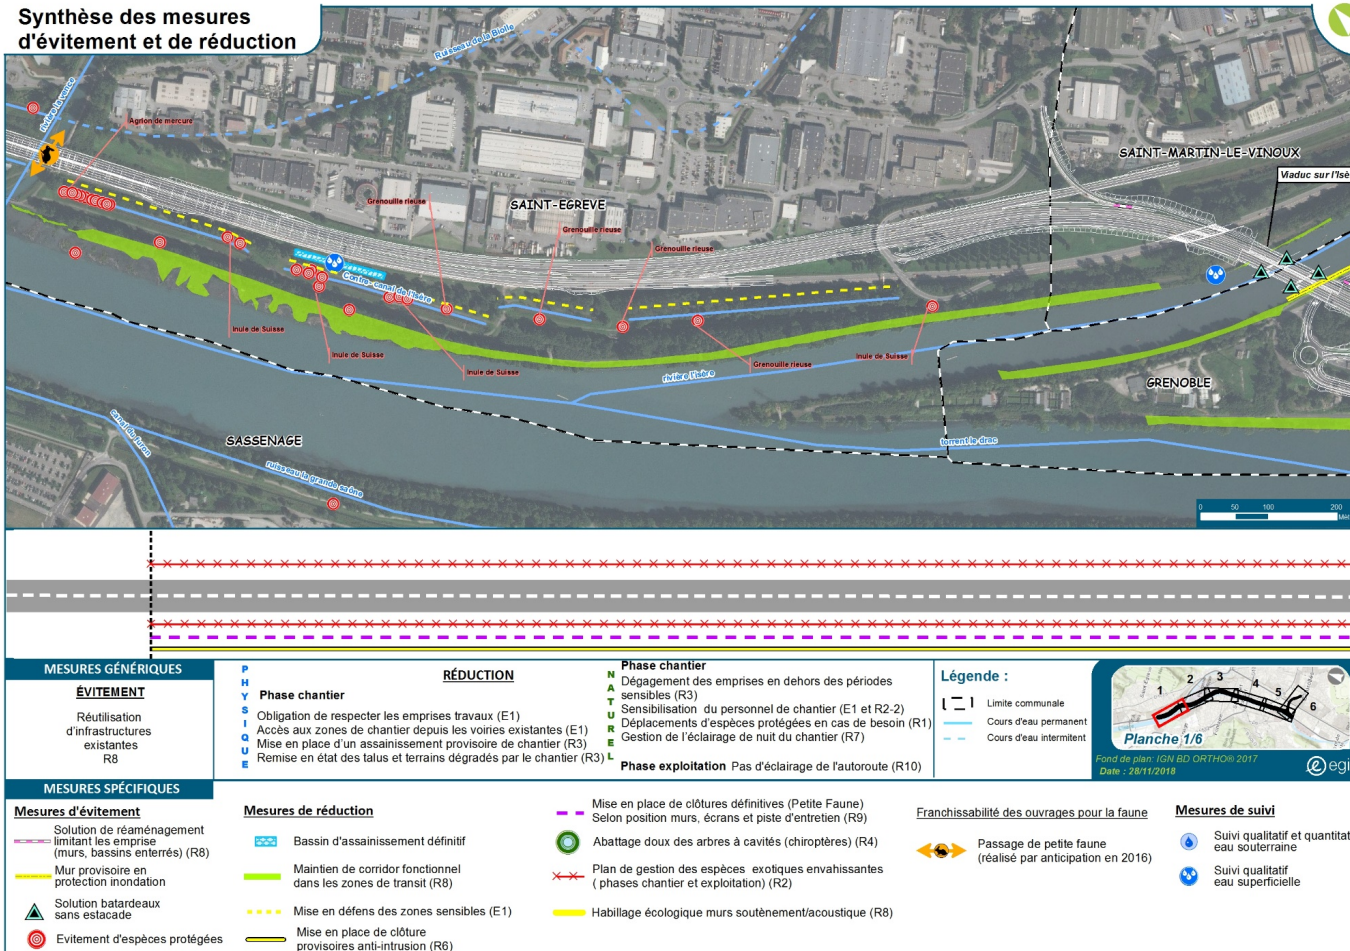 Synthèse des mesures
d'évitement et de réduction
Ruisseau de la Biolle
rivière la vence
Agrion de mercure
SAINT-MARTIN-LE-VINOUX
Viaduc sur l'Isè
Grenouille rieuse
SAINT-EGREVE
Grenouille rieuse
Grenouille rieuse
Contre-canal de l'Isère
Inule de Suisse
Inule de Suisse
Inule de Suisse
Grenouille rieuse
Inule de Suisse
rivière l'isère
GRENOBLE
canal du furon
SASSENAGE
torrent le drac
ruisseau la grande saône
0 50 100 200
MESURES GÉNÉRIQUES
ÉVITEMENT
Réutilisation
d'infrastructures
existantes
R8
PHYSIQUE
RÉDUCTION
Phase chantier
Obligation de respecter les emprises travaux (E1)
Accès aux zones de chantier depuis les voiries existantes (E1)
Mise en place d'un assainissement provisoire de chantier (R3)
Remise en état des talus et terrains dégradés par le chantier (R3)
NATUREL
Phase chantier
Dégagement des emprises en dehors des périodes
sensibles (R3)
Sensibilisation du personnel de chantier (E1 et R2-2)
Déplacements d'espèces protégées en cas de besoin (R1)
Gestion de l'éclairage de nuit du chantier (R7)
Phase exploitation Pas d'éclairage de l'autoroute (R10)
Légende :
Limite communale
Cours d'eau permanent
Cours d'eau intermitent
1 2 3 4 5 6
Planche 1/6
Fond de plan: IGN BD ORTHO® 2017
Date : 28/11/2018
egi
MESURES SPÉCIFIQUES
Mesures d'évitement
Solution de réaménagement
limitant les emprise
(murs, bassins enterrés) (R8)
Mur provisoire en
protection inondation
Solution batardeaux
sans estacade
Evitement d'espèces protégées
Mesures de réduction
Bassin d'assainissement définitif
Maintien de corridor fonctionnel
dans les zones de transit (R8)
Mise en défens des zones sensibles (E1)
Mise en place de clôture
provisoires anti-intrusion (R6)
Mise en place de clôtures définitives (Petite Faune)
Selon position murs, écrans et piste d'entretien (R9)
Abattage doux des arbres à cavités (chiroptères) (R4)
Plan de gestion des espèces exotiques envahissantes
( phases chantier et exploitation) (R2)
Habillage écologique murs soutènement/acoustique (R8)
Franchissabilité des ouvrages pour la faune
Passage de petite faune
(réalisé par anticipation en 2016)
Mesures de suivi
Suivi qualitatif et quantitat
eau souterraine
Suivi qualitatif
eau superficielle